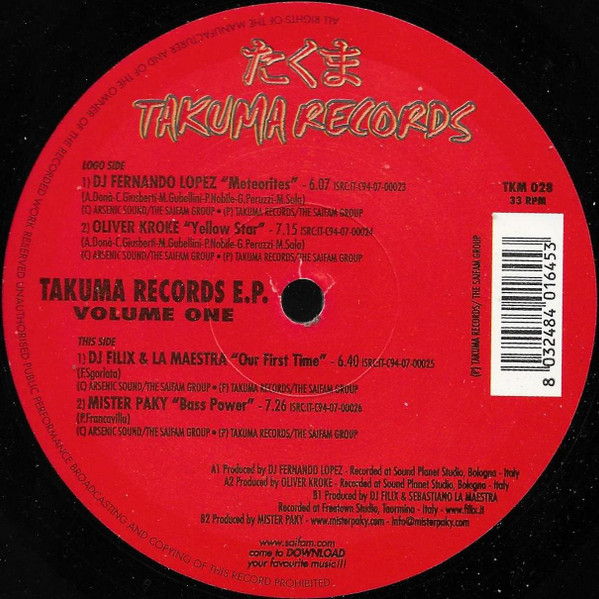 たくま
TAKUMA RECORDS
LOGO SIDE
1) DJ FERNANDO LOPEZ "Meteorites" - 6.07 ISRC:IT-C94-07-00023
(A.Donà-C.Giusberti-M.Gubellini-P.Nobile-G.Peruzzi-M.Sala)
(C) ARSENIC SOUND/THE SAIFAM GROUP • (P) TAKUMA RECORDS/THE SAIFAM GROUP
2) OLIVER KROKE "Yellow Star" - 7.15 ISRC:IT-C94-07-00024
(A.Donà-C.Giusberti-M.Gubellini-P.Nobile-G.Peruzzi-M.Sala)
(C) ARSENIC SOUND/THE SAIFAM GROUP • (P) TAKUMA RECORDS/THE SAIFAM GROUP
TKM 028
33 RPM
TAKUMA RECORDS E.P.
VOLUME ONE
THIS SIDE
1) DJ FILIX & LA MAESTRA "Our First Time" - 6.40 ISRC:IT-C94-07-00025
(F.Sgarlata)
(C) ARSENIC SOUND/THE SAIFAM GROUP • (P) TAKUMA RECORDS/THE SAIFAM GROUP
2) MISTER PAKY "Bass Power" - 7.26 ISRC:IT-C94-07-00026
(P.Francavilla)
(C) ARSENIC SOUND/THE SAIFAM GROUP • (P) TAKUMA RECORDS/THE SAIFAM GROUP
(P) TAKUMA RECORDS/ THE SAIFAM GROUP
8 032484 016453
A1 Produced by DJ FERNANDO LOPEZ - Recorded at Sound Planet Studio, Bologna - Italy
A2 Produced by OLIVER KROKE - Recorded at Sound Planet Studio, Bologna - Italy
B1 Produced by DJ FILIX & SEBASTIANO LA MAESTRA
Recorded at Freetown Studio, Taormina - Italy - www.filix.it
B2 Produced by MISTER PAKY - www.misterpaky.com - info@misterpaky.com
www.saifam.com
come to DOWNLOAD
your favourite music!!!
ALL RIGHTS OF THE MANUFACTURER AND OF THE OWNER OF THE RECORDED WORK RESERVED UNAUTHORISED PUBLIC PERFORMANCE BROADCASTING AND COPYING OF THIS RECORD PROHIBITED.